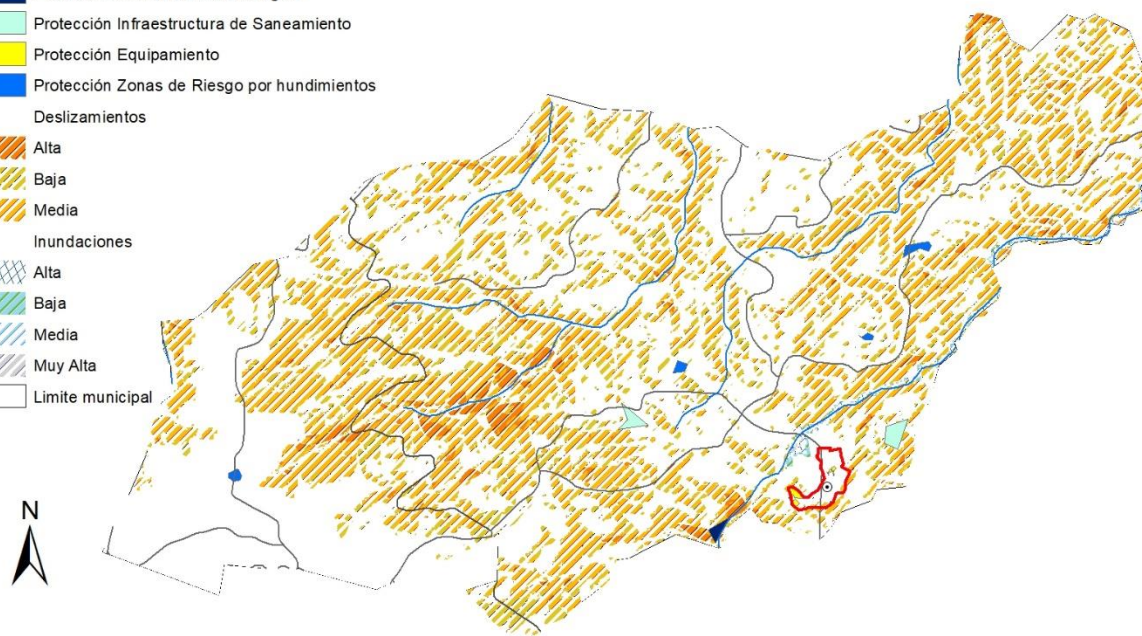 Protección Infraestructura de Saneamiento
Protección Equipamiento
Protección Zonas de Riesgo por hundimientos
Deslizamientos
Alta
Baja
Media
Inundaciones
Alta
Baja
Media
Muy Alta
Limite municipal
N